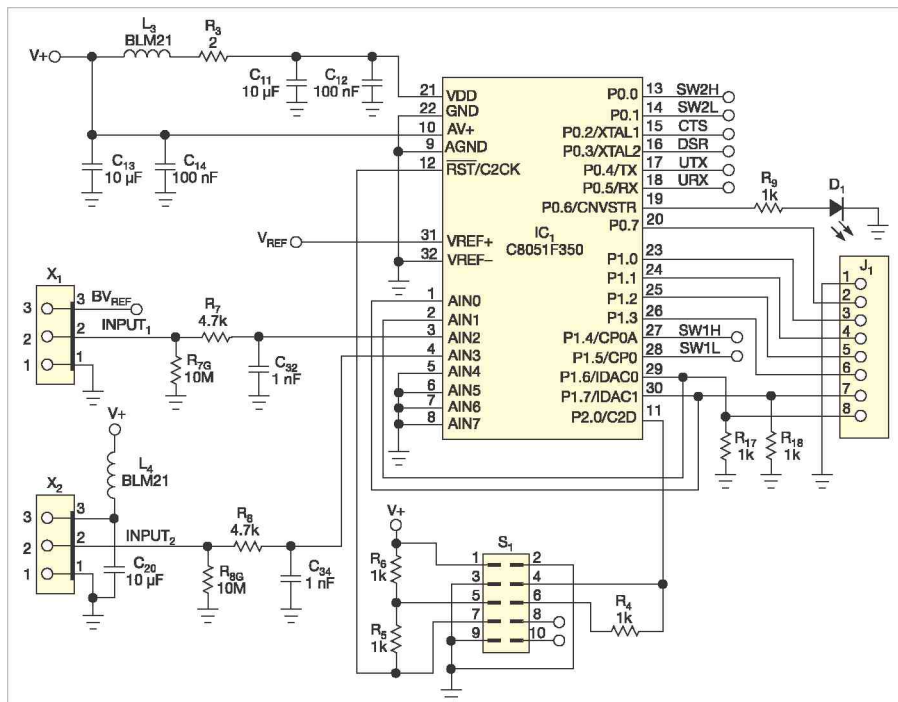 L3
BLM21
R3
2
V+
C11
10 µF
C12
100 nF
C13
10 µF
C14
100 nF
21 VDD
22 GND
10 AV+
9 AGND
12 RST/C2CK
VREF
31 VREF+
32 VREF–
1 AIN0
2 AIN1
3 AIN2
4 AIN3
5 AIN4
6 AIN5
7 AIN6
8 AIN7
IC1
C8051F350
P0.0 13 SW2H
P0.1 14 SW2L
P0.2/XTAL1 15 CTS
P0.3/XTAL2 16 DSR
P0.4/TX 17 UTX
P0.5/RX 18 URX
P0.6/CNVSTR 19
P0.7 20
P1.0 23
P1.1 24
P1.2 25
P1.3 26
P1.4/CP0A 27 SW1H
P1.5/CP0 28 SW1L
P1.6/IDAC0 29
P1.7/IDAC1 30
P2.0/C2D 11
R9
1k
D1
J1
1
2
3
4
5
6
7
8
R17
1k
R18
1k
X1
3 3 BVREF
2 2 INPUT1
1 1
R7
4.7k
R7G
10M
C32
1 nF
V+
L4
BLM21
X2
3 3
2 2 INPUT2
1 1
C20
10 µF
R8
4.7k
R8G
10M
C34
1 nF
V+
R6
1k
R5
1k
S1
1 2
3 4
5 6
7 8
9 10
R4
1k